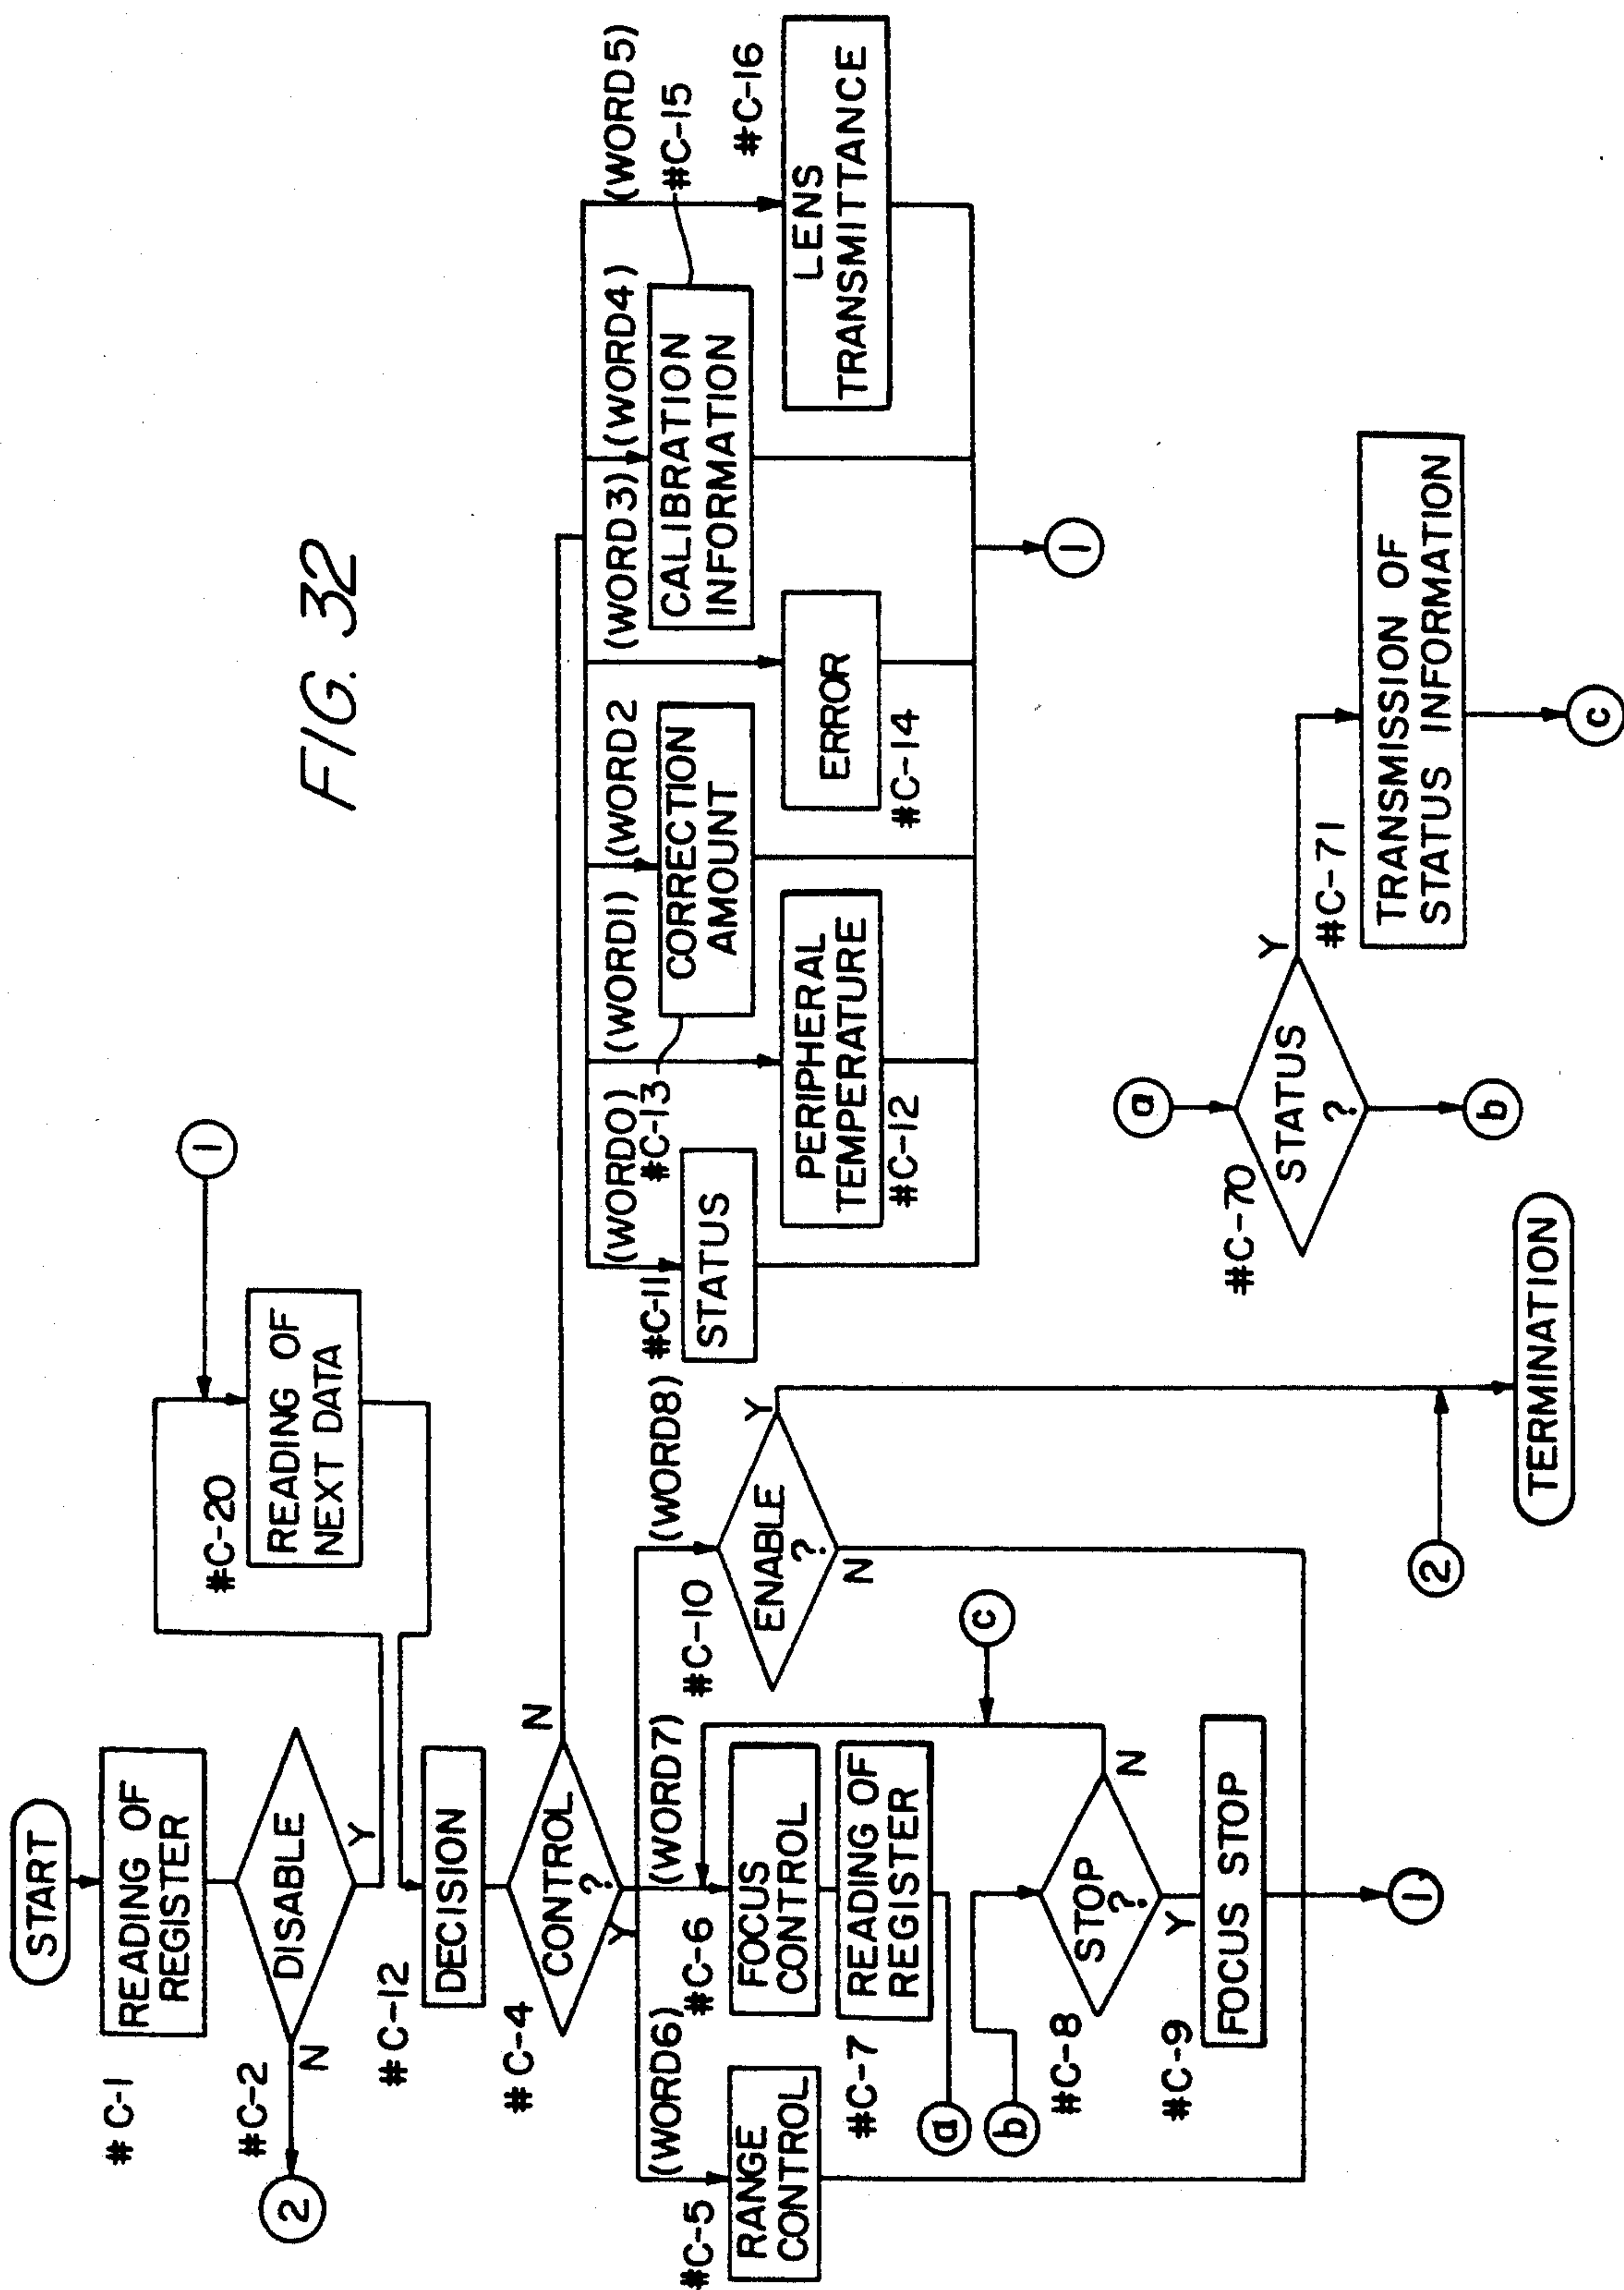 FIG. 32
START
# C-1
READING OF
REGISTER
# C-2
DISABLE
N
Y
2
#C-20
READING OF
NEXT DATA
1
# C-12
DECISION
# C-4
CONTROL
?
N
Y
(WORD6)
(WORD7)
(WORD8)
#C-5
RANGE
CONTROL
#C-6
FOCUS
CONTROL
#C-7
READING OF
REGISTER
a
b
c
#C-8
STOP
?
N
Y
#C-9
FOCUS STOP
1
#C-10
ENABLE
?
Y
N
2
TERMINATION
(WORD0)
(WORD1)
(WORD2
(WORD3)
(WORD4)
(WORD5)
#C-11
STATUS
#C-12
PERIPHERAL
TEMPERATURE
#C-13
CORRECTION
AMOUNT
#C-14
ERROR
#C-15
CALIBRATION
INFORMATION
#C-16
LENS
TRANSMITTANCE
1
a
#C-70
STATUS
?
Y
b
#C-71
TRANSMISSION OF
STATUS INFORMATION
c